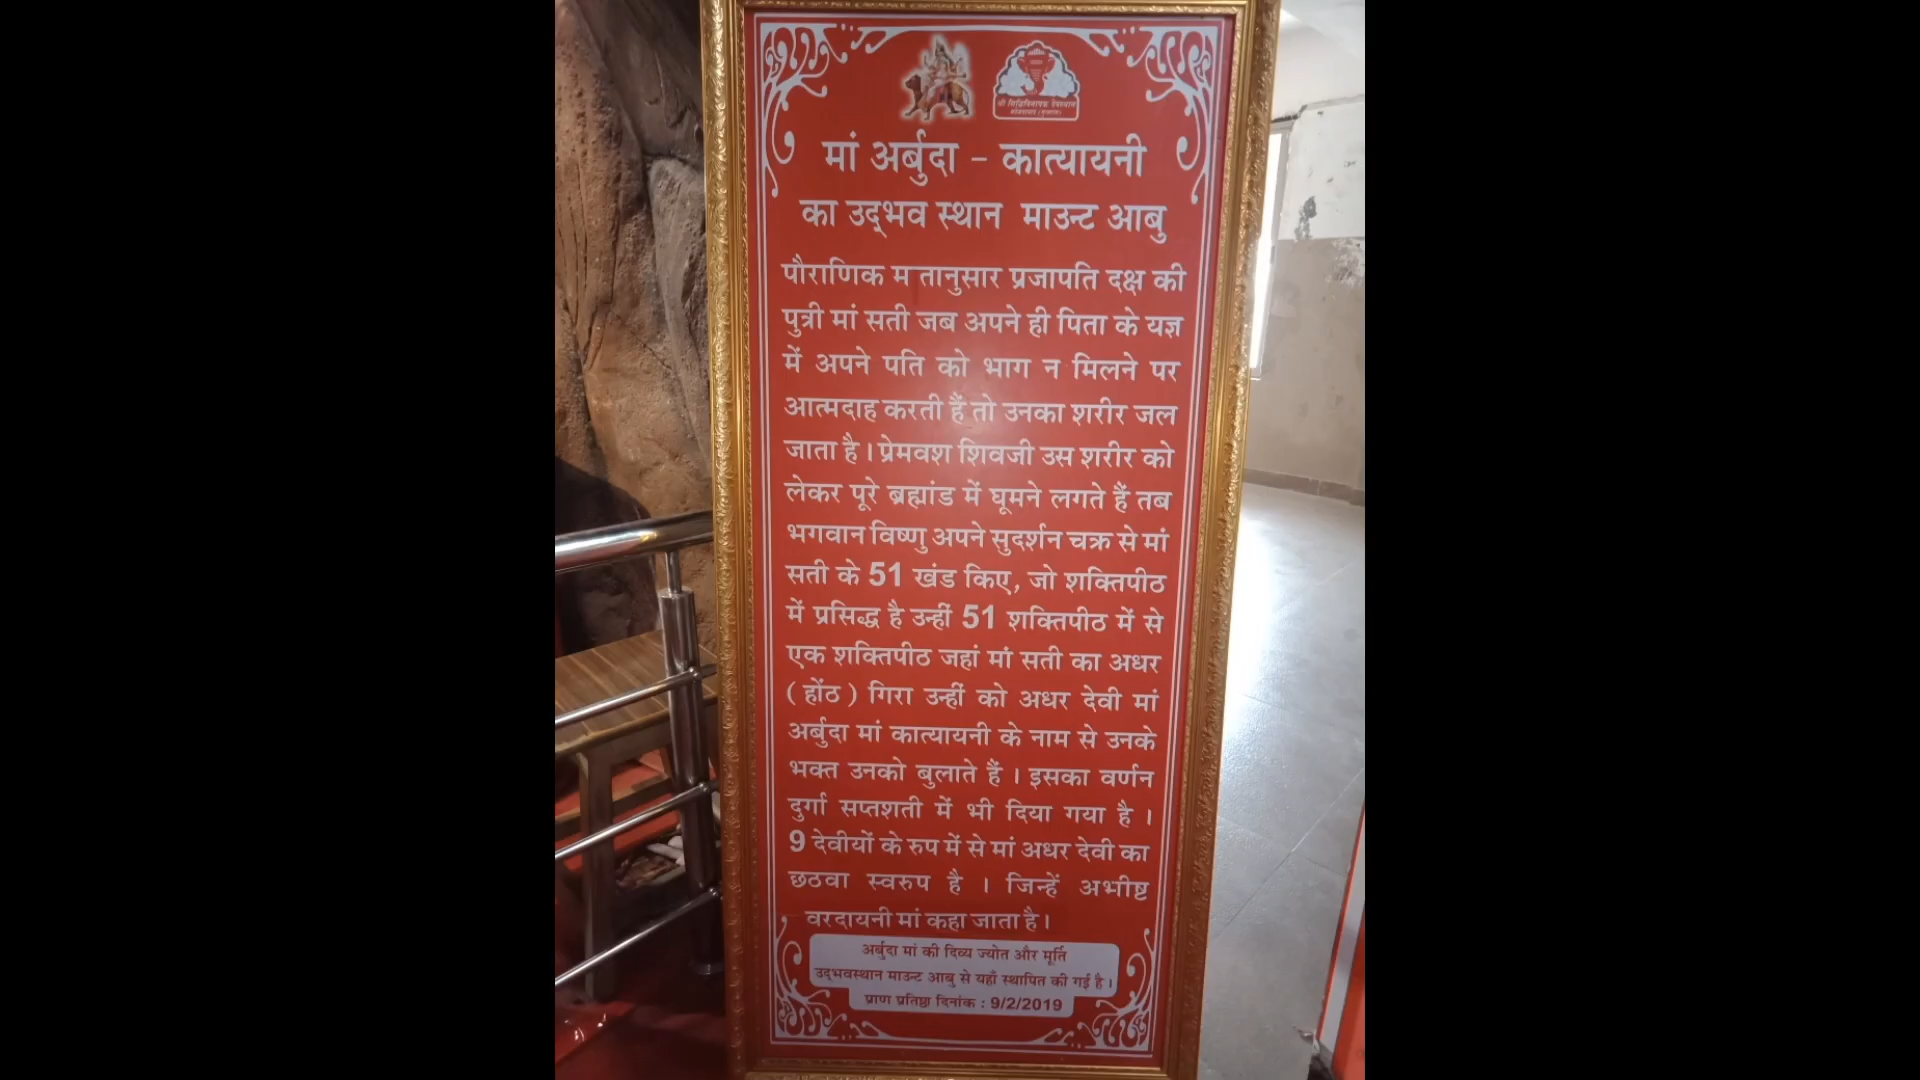 श्री सिद्धिविनायक देवस्थान
मां अर्बुदा - कात्यायनी
का उद्‌भव स्थान माउन्ट आबु
पौराणिक म तानुसार प्रजापति दक्ष की
पुत्री मां सती जब अपने ही पिता के यज्ञ
में अपने पति को भाग न मिलने पर
आत्मदाह करती हैं तो उनका शरीर जल
जाता है। प्रेमवश शिवजी उस शरीर को
लेकर पूरे ब्रह्मांड में घूमने लगते हैं तब
भगवान विष्णु अपने सुदर्शन चक्र से मां
सती के 51 खंड किए, जो शक्तिपीठ
में प्रसिद्ध है उन्हीं 51 शक्तिपीठ में से
एक शक्तिपीठ जहां मां सती का अधर
( होंठ ) गिरा उन्हीं को अधर देवी मां
अर्बुदा मां कात्यायनी के नाम से उनके
भक्त उनको बुलाते हैं । इसका वर्णन
दुर्गा सप्तशती में भी दिया गया है ।
9 देवीयों के रुप में से मां अधर देवी का
छठवा स्वरुप है । जिन्हें अभीष्ट
वरदायनी मां कहा जाता है।
अर्बुदा मां की दिव्य ज्योत और मूर्ति
उद्‌भवस्थान माउन्ट आबु से यहाँ स्थापित की गई है ।
प्राण प्रतिष्ठा दिनांक : 9/2/2019